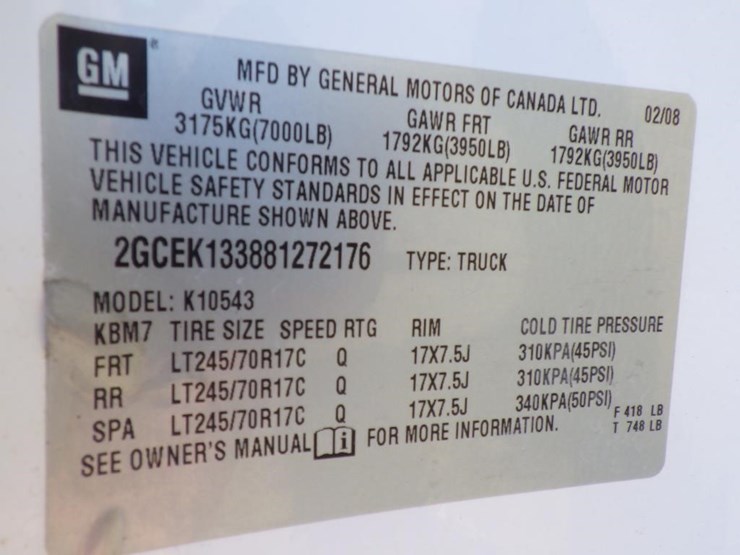 GM
MFD BY GENERAL MOTORS OF CANADA LTD. 02/08
GVWR GAWR FRT GAWR RR
3175KG(7000LB) 1792KG(3950LB) 1792KG(3950LB)
THIS VEHICLE CONFORMS TO ALL APPLICABLE U.S. FEDERAL MOTOR
VEHICLE SAFETY STANDARDS IN EFFECT ON THE DATE OF
MANUFACTURE SHOWN ABOVE.
2GCEK133881272176 TYPE: TRUCK
MODEL: K10543
KBM7 TIRE SIZE SPEED RTG RIM COLD TIRE PRESSURE
FRT LT245/70R17C Q 17X7.5J 310KPA(45PSI)
RR LT245/70R17C Q 17X7.5J 310KPA(45PSI)
SPA LT245/70R17C Q 17X7.5J 340KPA(50PSI) F 418 LB
T 748 LB
SEE OWNER'S MANUAL i FOR MORE INFORMATION.